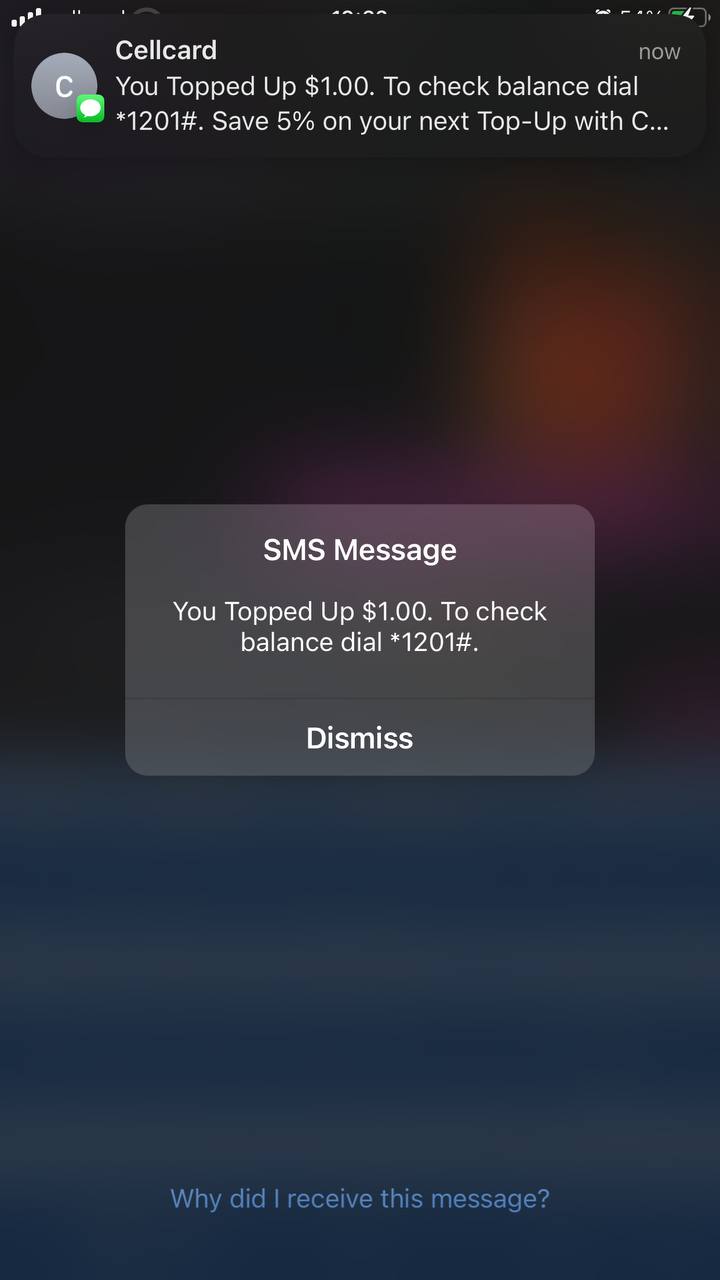 Cellcard
now
C
You Topped Up $1.00. To check balance dial
*1201#. Save 5% on your next Top-Up with C...
SMS Message
You Topped Up $1.00. To check
balance dial *1201#.
Dismiss
Why did I receive this message?